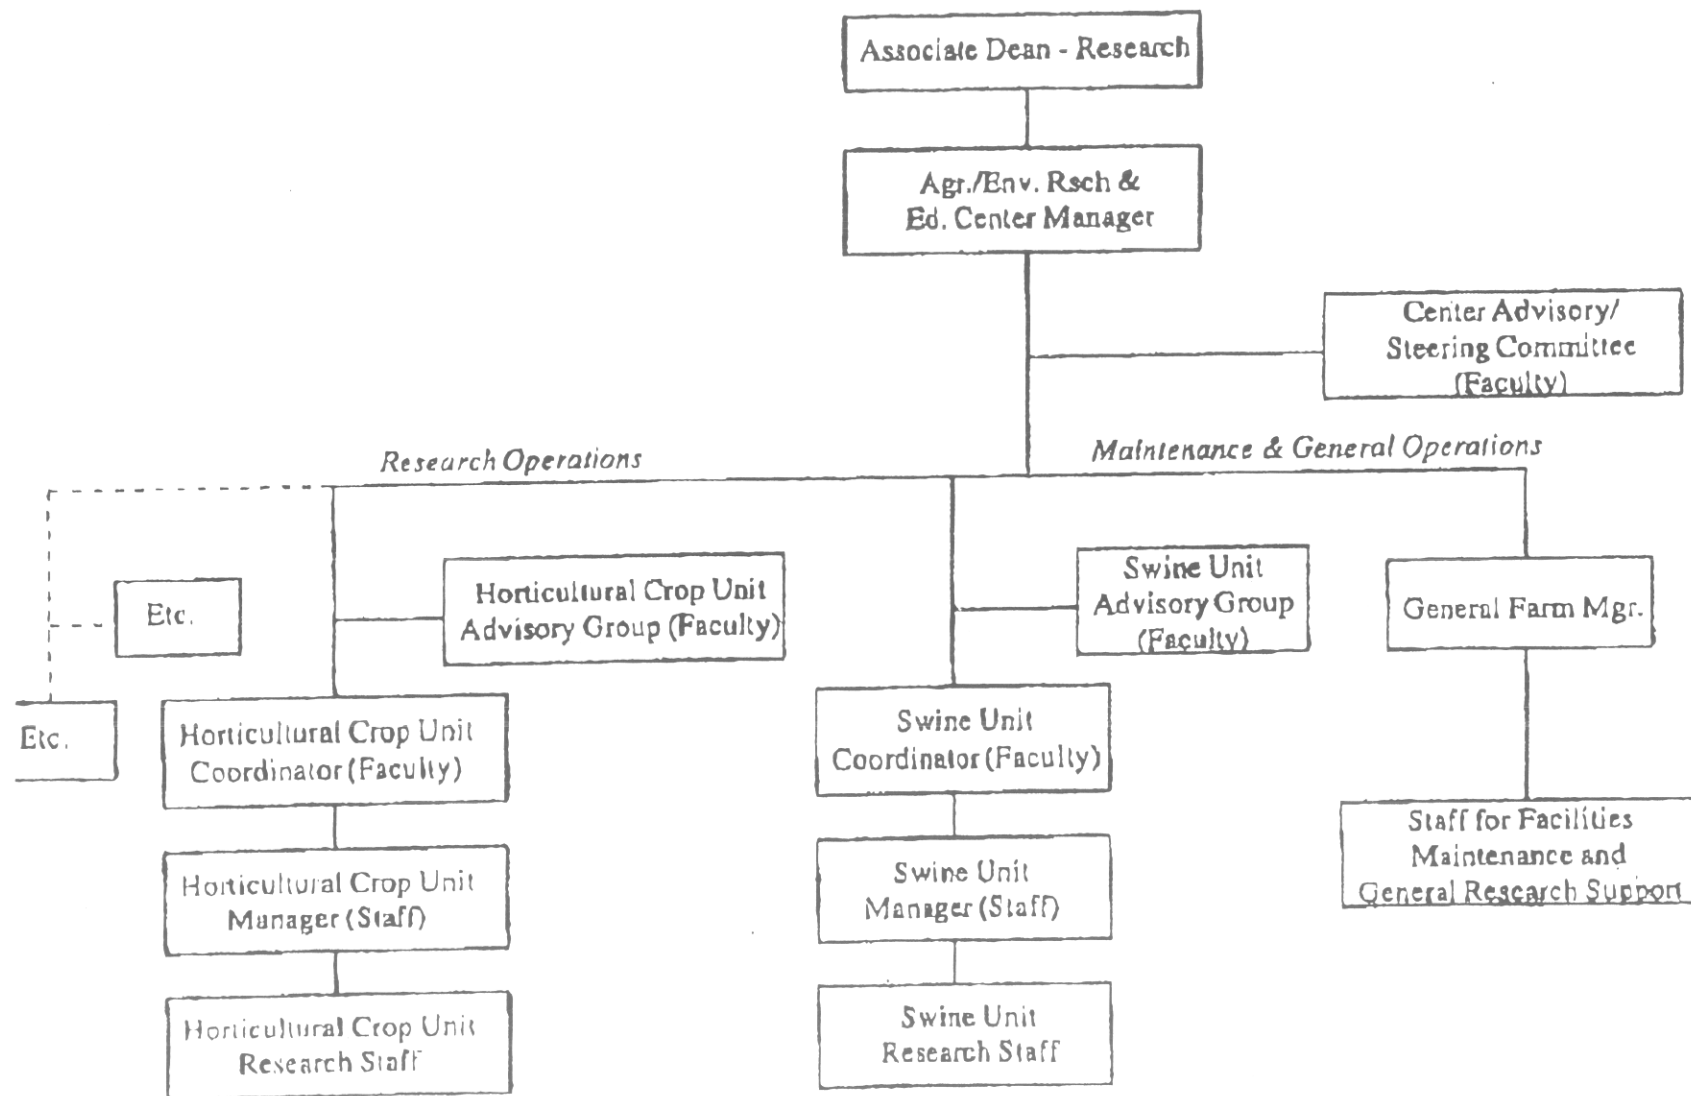 Associate Dean - Research
Agr./Env. Rsch &
Ed. Center Manager
Center Advisory/
Steering Committee
(Faculty)
Research Operations
Maintenance & General Operations
Etc.
Horticultural Crop Unit
Advisory Group (Faculty)
Swine Unit
Advisory Group
(Faculty)
General Farm Mgr.
Etc.
Horticultural Crop Unit
Coordinator (Faculty)
Swine Unit
Coordinator (Faculty)
Staff for Facilities
Maintenance and
General Research Support
Horticultural Crop Unit
Manager (Staff)
Swine Unit
Manager (Staff)
Horticultural Crop Unit
Research Staff
Swine Unit
Research Staff